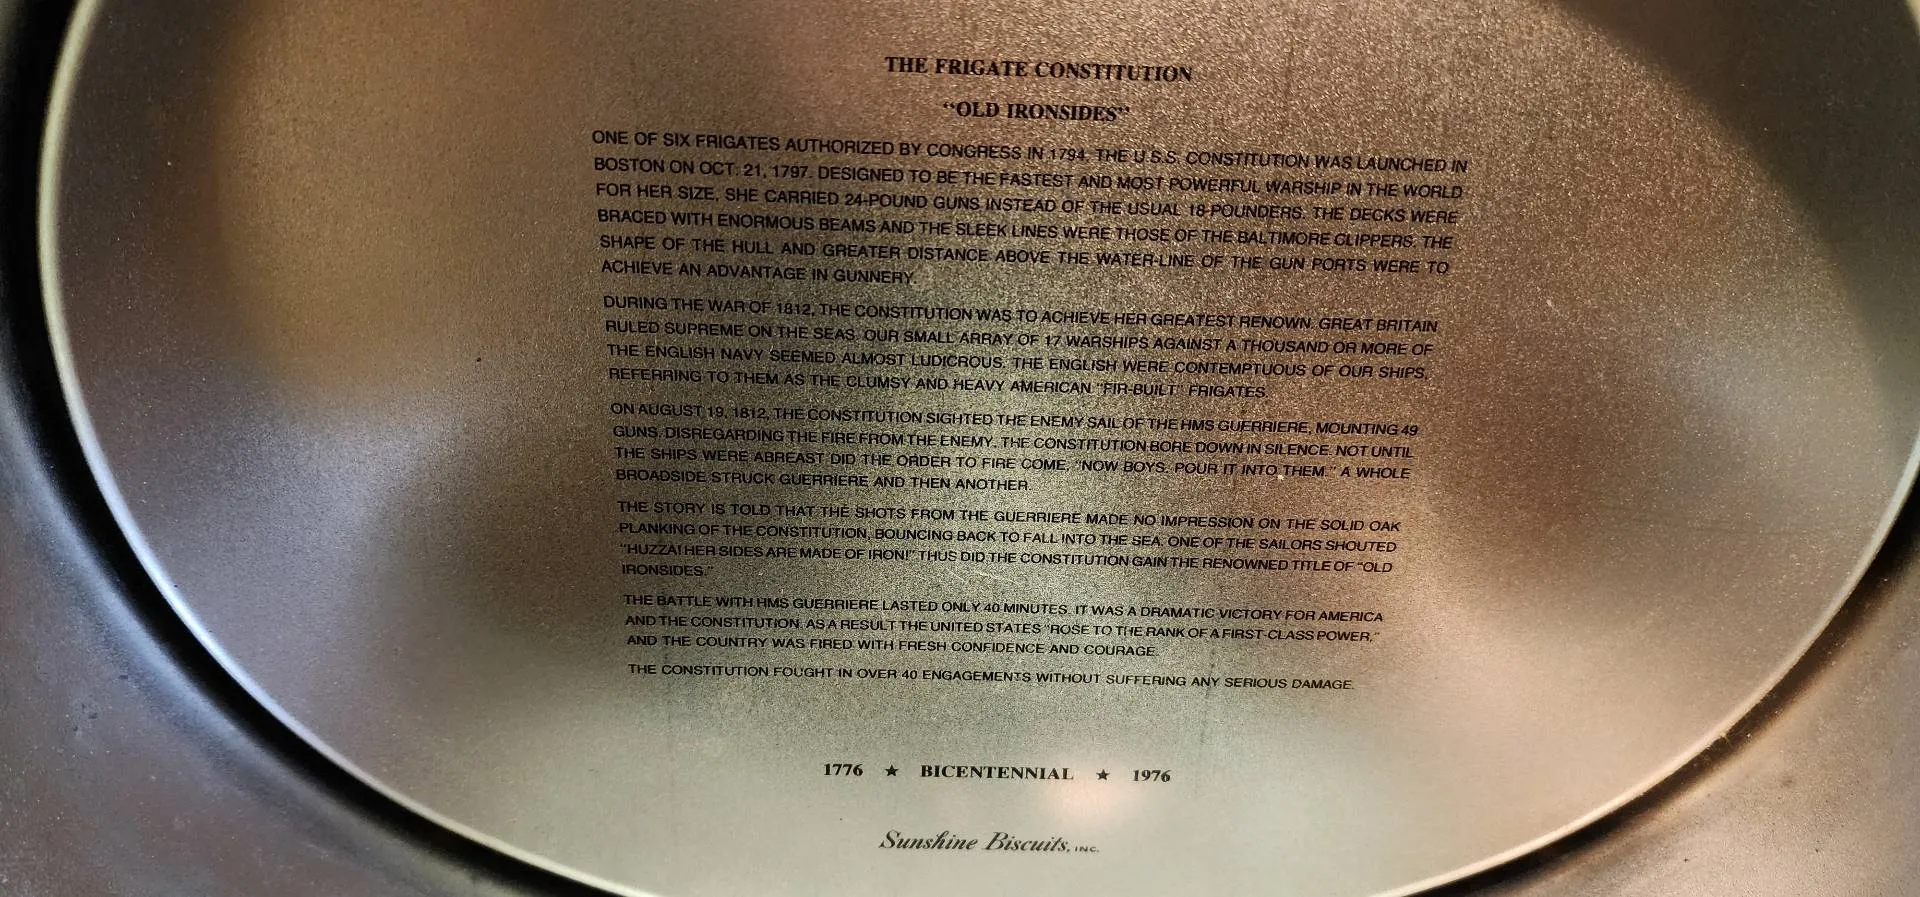 THE FRIGATE CONSTITUTION
“OLD IRONSIDES”
ONE OF SIX FRIGATES AUTHORIZED BY CONGRESS IN 1794. THE U.S.S. CONSTITUTION WAS LAUNCHED IN
BOSTON ON OCT. 21, 1797. DESIGNED TO BE THE FASTEST AND MOST POWERFUL WARSHIP IN THE WORLD
FOR HER SIZE, SHE CARRIED 24-POUND GUNS INSTEAD OF THE USUAL 18-POUNDERS. THE DECKS WERE
BRACED WITH ENORMOUS BEAMS AND THE SLEEK LINES WERE THOSE OF THE BALTIMORE CLIPPERS. THE
SHAPE OF THE HULL AND GREATER DISTANCE ABOVE THE WATER-LINE OF THE GUN PORTS WERE TO
ACHIEVE AN ADVANTAGE IN GUNNERY.
DURING THE WAR OF 1812, THE CONSTITUTION WAS TO ACHIEVE HER GREATEST RENOWN. GREAT BRITAIN
RULED SUPREME ON THE SEAS. OUR SMALL ARRAY OF 17 WARSHIPS AGAINST A THOUSAND OR MORE OF
THE ENGLISH NAVY SEEMED ALMOST LUDICROUS. THE ENGLISH WERE CONTEMPTUOUS OF OUR SHIPS,
REFERRING TO THEM AS THE CLUMSY AND HEAVY AMERICAN “FIR-BUILT” FRIGATES.
ON AUGUST 19, 1812, THE CONSTITUTION SIGHTED THE ENEMY SAIL OF THE HMS GUERRIERE, MOUNTING 49
GUNS. DISREGARDING THE FIRE FROM THE ENEMY, THE CONSTITUTION BORE DOWN IN SILENCE. NOT UNTIL
THE SHIPS WERE ABREAST DID THE ORDER TO FIRE COME, “NOW BOYS, POUR IT INTO THEM.” A WHOLE
BROADSIDE STRUCK GUERRIERE AND THEN ANOTHER.
THE STORY IS TOLD THAT THE SHOTS FROM THE GUERRIERE MADE NO IMPRESSION ON THE SOLID OAK
PLANKING OF THE CONSTITUTION, BOUNCING BACK TO FALL INTO THE SEA. ONE OF THE SAILORS SHOUTED
“HUZZA! HER SIDES ARE MADE OF IRON!” THUS DID THE CONSTITUTION GAIN THE RENOWNED TITLE OF “OLD
IRONSIDES.”
THE BATTLE WITH HMS GUERRIERE LASTED ONLY 40 MINUTES. IT WAS A DRAMATIC VICTORY FOR AMERICA
AND THE CONSTITUTION. AS A RESULT THE UNITED STATES “ROSE TO THE RANK OF A FIRST-CLASS POWER,”
AND THE COUNTRY WAS FIRED WITH FRESH CONFIDENCE AND COURAGE.
THE CONSTITUTION FOUGHT IN OVER 40 ENGAGEMENTS WITHOUT SUFFERING ANY SERIOUS DAMAGE.
1776 ★ BICENTENNIAL ★ 1976
Sunshine Biscuits, INC.